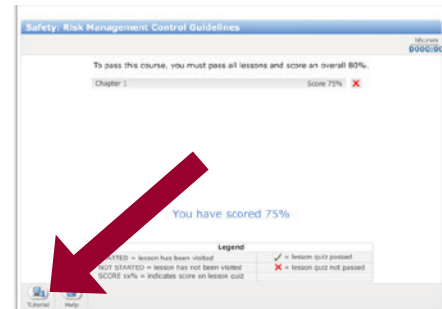 Safety: Risk Management Control Guidelines
To pass this course, you must pass all lessons and score an overall 80%.
Chapter 1 Score 75%
You have scored 75%
Legend
= lesson has been visited
= lesson quiz passed
NOT STARTED = lesson has not been visited
= lesson quiz not passed
SCORE xx% = indicates score on lesson quiz
Tutorial Help